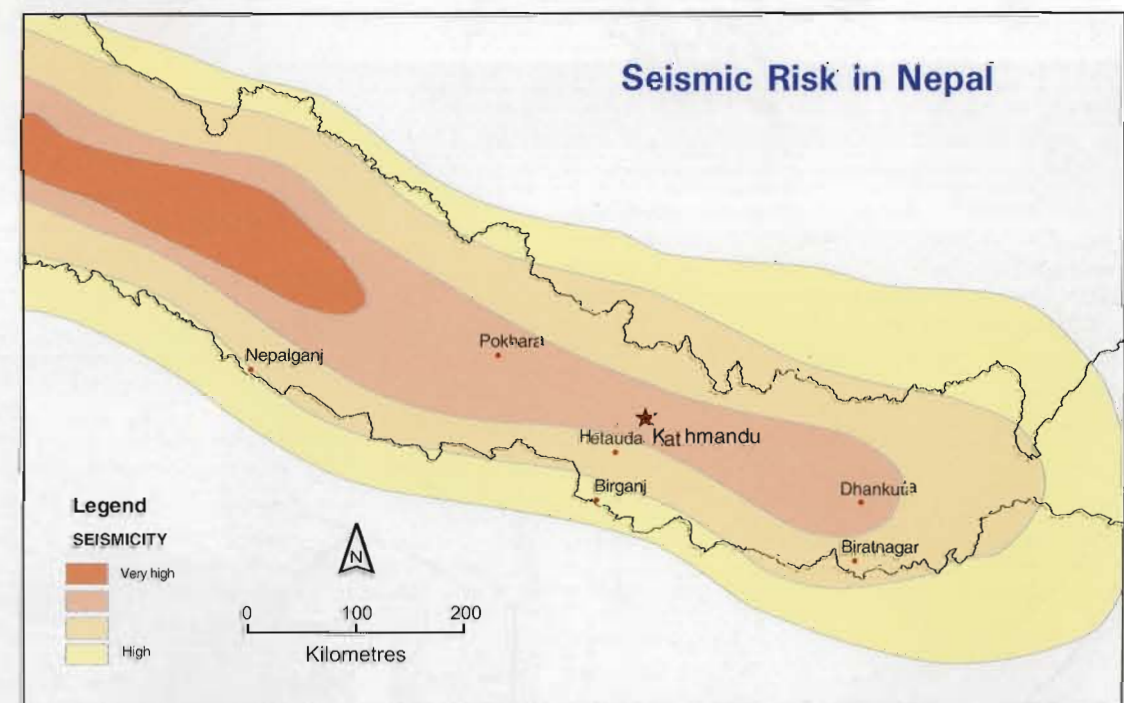 Seismic Risk in Nepal
Pokhara
Nepalganj
Hetauda Kathmandu
Birganj
Dhankuta
Biratnagar
Legend
SEISMICITY
Very high
High
N
0 100 200
Kilometres